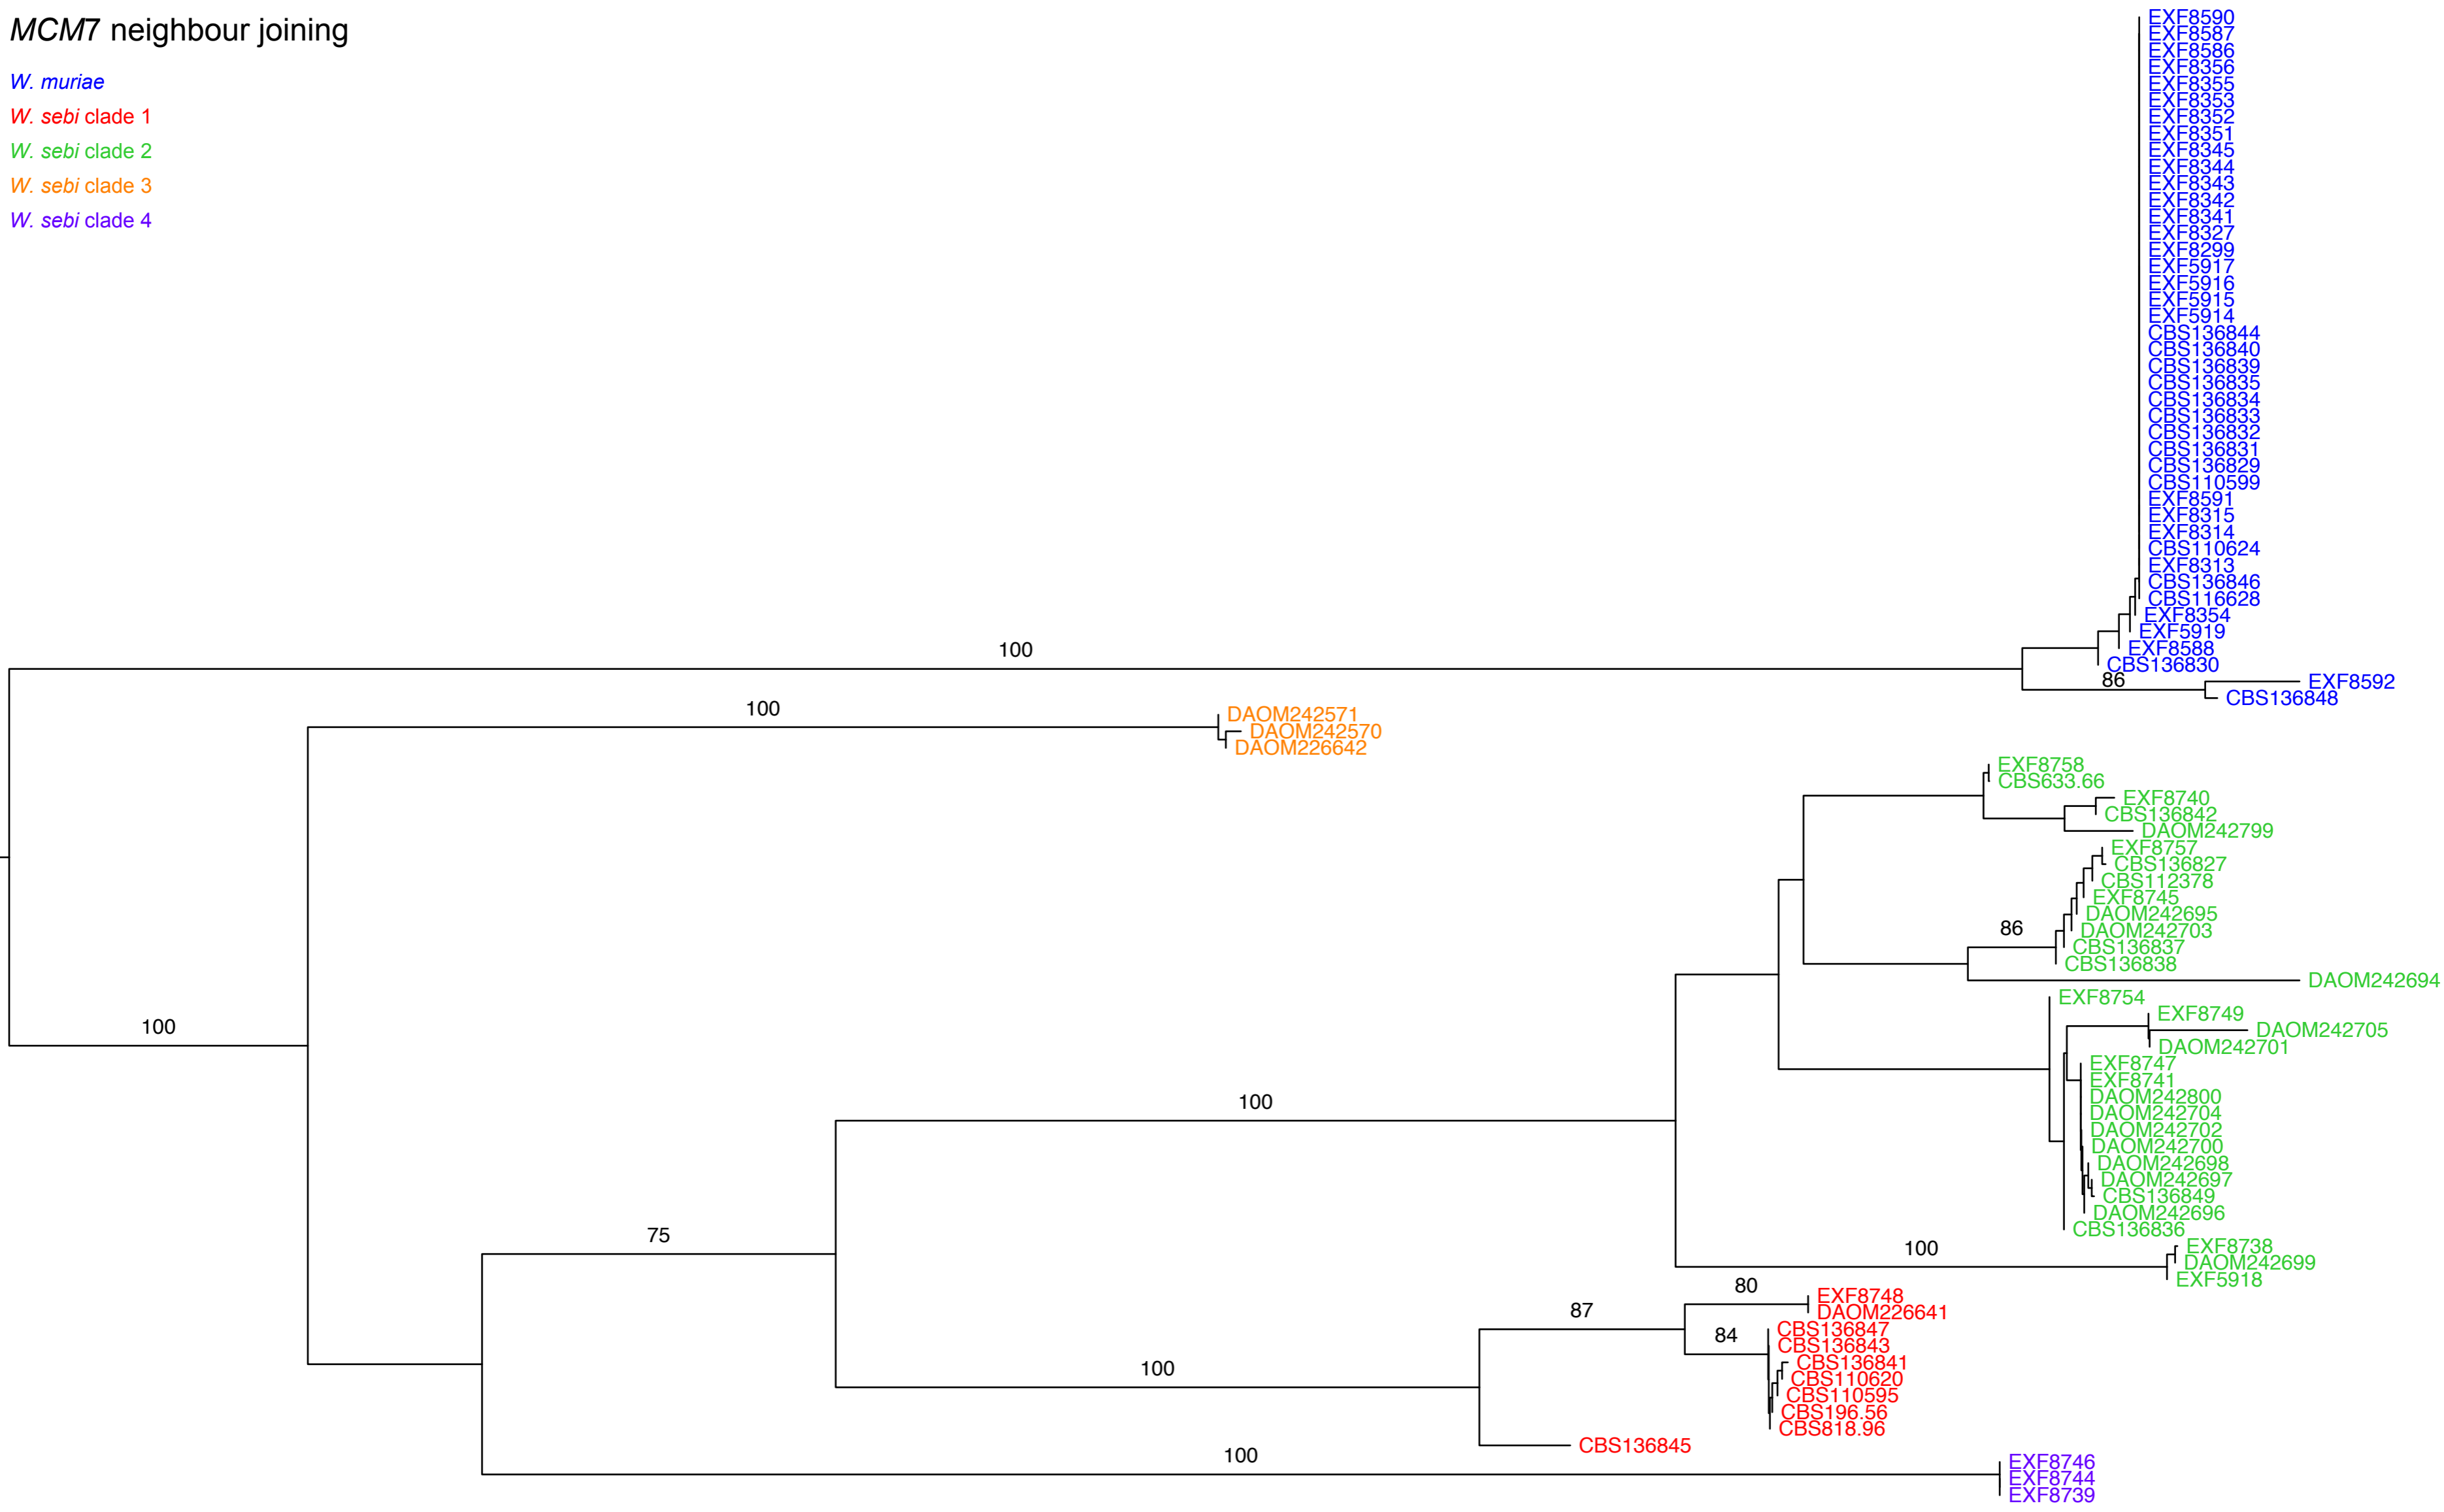 MCM7 neighbour joining
W. muriae
W. sebi clade 1
W. sebi clade 2
W. sebi clade 3
W. sebi clade 4
EXF8590
EXF8587
EXF8586
EXF8356
EXF8355
EXF8353
EXF8352
EXF8351
EXF8345
EXF8344
EXF8343
EXF8342
EXF8341
EXF8327
EXF8299
EXF5917
EXF5916
EXF5915
EXF5914
CBS136844
CBS136840
CBS136839
CBS136835
CBS136834
CBS136833
CBS136832
CBS136831
CBS136829
CBS110599
EXF8591
EXF8315
EXF8314
CBS110624
EXF8313
CBS136846
CBS116628
EXF8354
EXF5919
EXF8588
100
CBS136830
86
EXF8592
CBS136848
100
DAOM242571
DAOM242570
DAOM226642
EXF8758
CBS633.66
EXF8740
CBS136842
DAOM242799
EXF8757
CBS136827
CBS112378
EXF8745
DAOM242695
86
DAOM242703
CBS136837
CBS136838
DAOM242694
EXF8754
EXF8749
100
DAOM242705
DAOM242701
EXF8747
EXF8741
DAOM242800
100
DAOM242704
DAOM242702
DAOM242700
DAOM242698
DAOM242697
CBS136849
DAOM242696
CBS136836
75
100
EXF8738
DAOM242699
EXF5918
80
EXF8748
87
DAOM226641
CBS136847
84
CBS136843
CBS136841
100
CBS110620
CBS110595
CBS196.56
CBS818.96
CBS136845
100
EXF8746
EXF8744
EXF8739